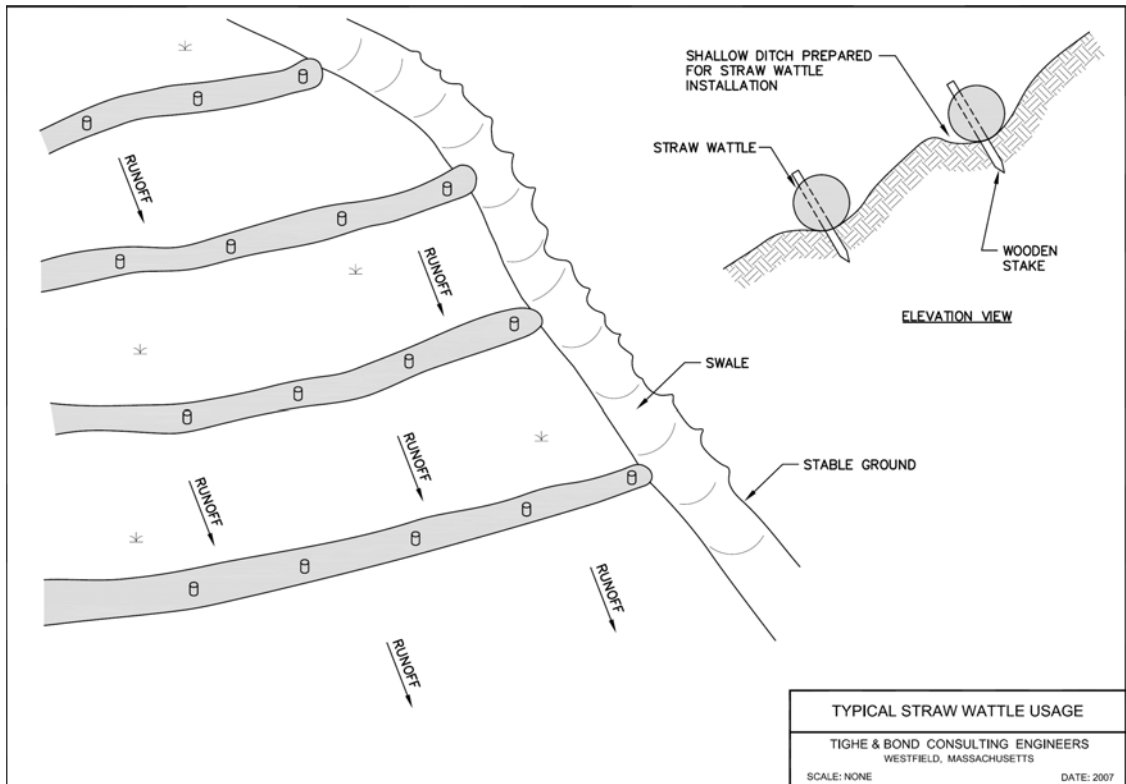 SHALLOW DITCH PREPARED
FOR STRAW WATTLE
INSTALLATION
STRAW WATTLE
WOODEN
STAKE
ELEVATION VIEW
RUNOFF
RUNOFF
SWALE
RUNOFF
STABLE GROUND
RUNOFF
RUNOFF
RUNOFF
TYPICAL STRAW WATTLE USAGE
TIGHE & BOND CONSULTING ENGINEERS
WESTFIELD, MASSACHUSETTS
SCALE: NONE
DATE: 2007